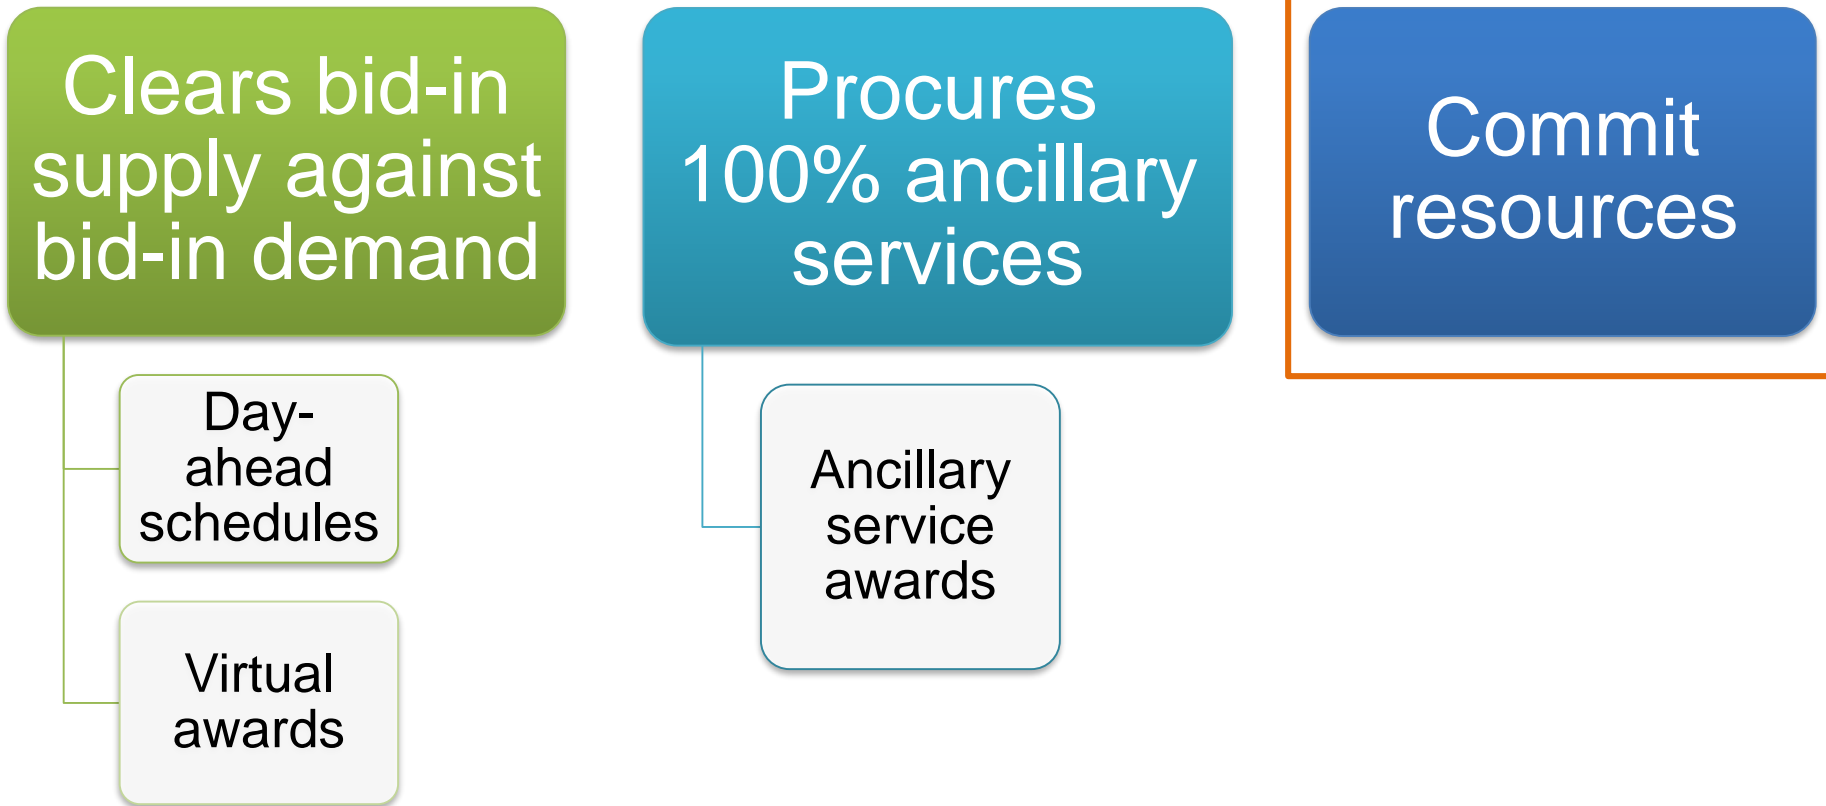 Clears bid-in
supply against
bid-in demand
Day-
ahead
schedules
Virtual
awards
Procures
100% ancillary
services
Ancillary
service
awards
Commit
resources